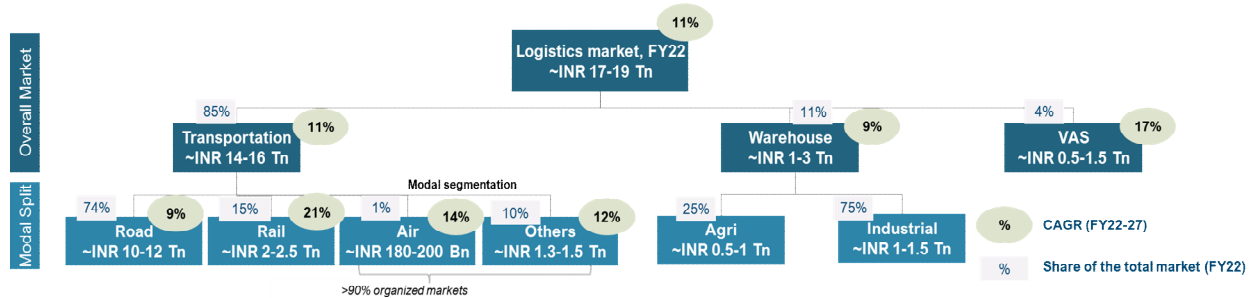 11%
Logistics market, FY22
~INR 17-19 Tn
Overall Market
85%
11%
Transportation
~INR 14-16 Tn
11%
9%
Warehouse
~INR 1-3 Tn
4%
17%
VAS
~INR 0.5-1.5 Tn
Modal Split
Modal segmentation
74%
9%
Road
~INR 10-12 Tn
15%
21%
Rail
~INR 2-2.5 Tn
1%
14%
Air
~INR 180-200 Bn
10%
12%
Others
~INR 1.3-1.5 Tn
>90% organized markets
25%
Agri
~INR 0.5-1 Tn
75%
Industrial
~INR 1-1.5 Tn
% CAGR (FY22-27)
% Share of the total market (FY22)